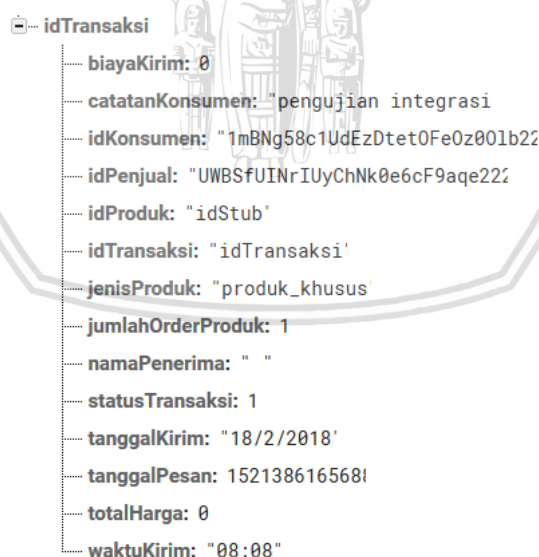 idTransaksi
biayaKirim: 0
catatanKonsumen: "pengujian integrasi
idKonsumen: "1mBNg58c1UdEzDtetOFeOz0Olb22
idPenjual: "UWBSfUINrIUyChNk0e6cF9aqe222
idProduk: "idStub"
idTransaksi: "idTransaksi'
jenisProduk: "produk_khusus'
jumlahOrderProduk: 1
namaPenerima: " "
statusTransaksi: 1
tanggalKirim: "18/2/2018'
tanggalPesan: 1521386165688
totalHarga: 0
waktuKirim: "08:08"